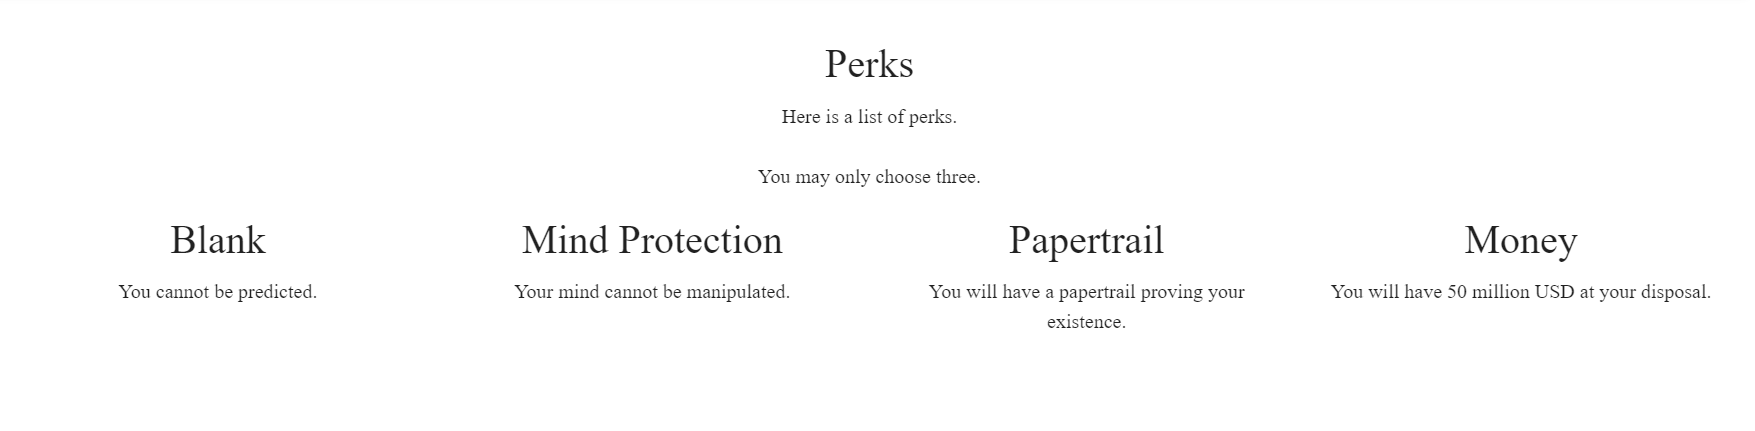 Perks
Here is a list of perks.
You may only choose three.
Blank
You cannot be predicted.
Mind Protection
Your mind cannot be manipulated.
Papertrail
You will have a papertrail proving your
existence.
Money
You will have 50 million USD at your disposal.